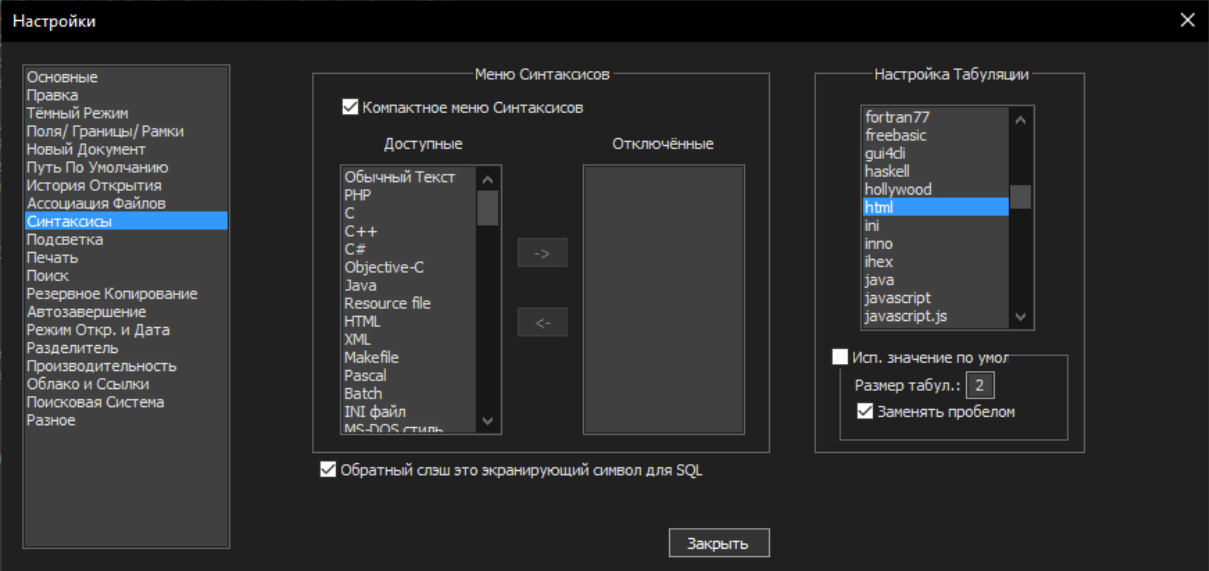 Настройки
Основные
Правка
Тёмный Режим
Поля/ Границы/ Рамки
Новый Документ
Путь По Умолчанию
История Открытия
Ассоциация Файлов
Синтаксисы
Подсветка
Печать
Поиск
Резервное Копирование
Автозавершение
Режим Откр. и Дата
Разделитель
Производительность
Облако и Ссылки
Поисковая Система
Разное
Меню Синтаксисов
Компактное меню Синтаксисов
Доступные
Обычный Текст
PHP
C
C++
C#
Objective-C
Java
Resource file
HTML
XML
Makefile
Pascal
Batch
INI файл
MS-DOS стиль
->
<-
Отключённые
Обратный слэш это экранирующий символ для SQL
Настройка Табуляции
fortran77
freebasic
gui4cli
haskell
hollywood
html
ini
inno
ihex
java
javascript
javascript.js
Исп. значение по умол
Размер табул.: 2
Заменять пробелом
Закрыть